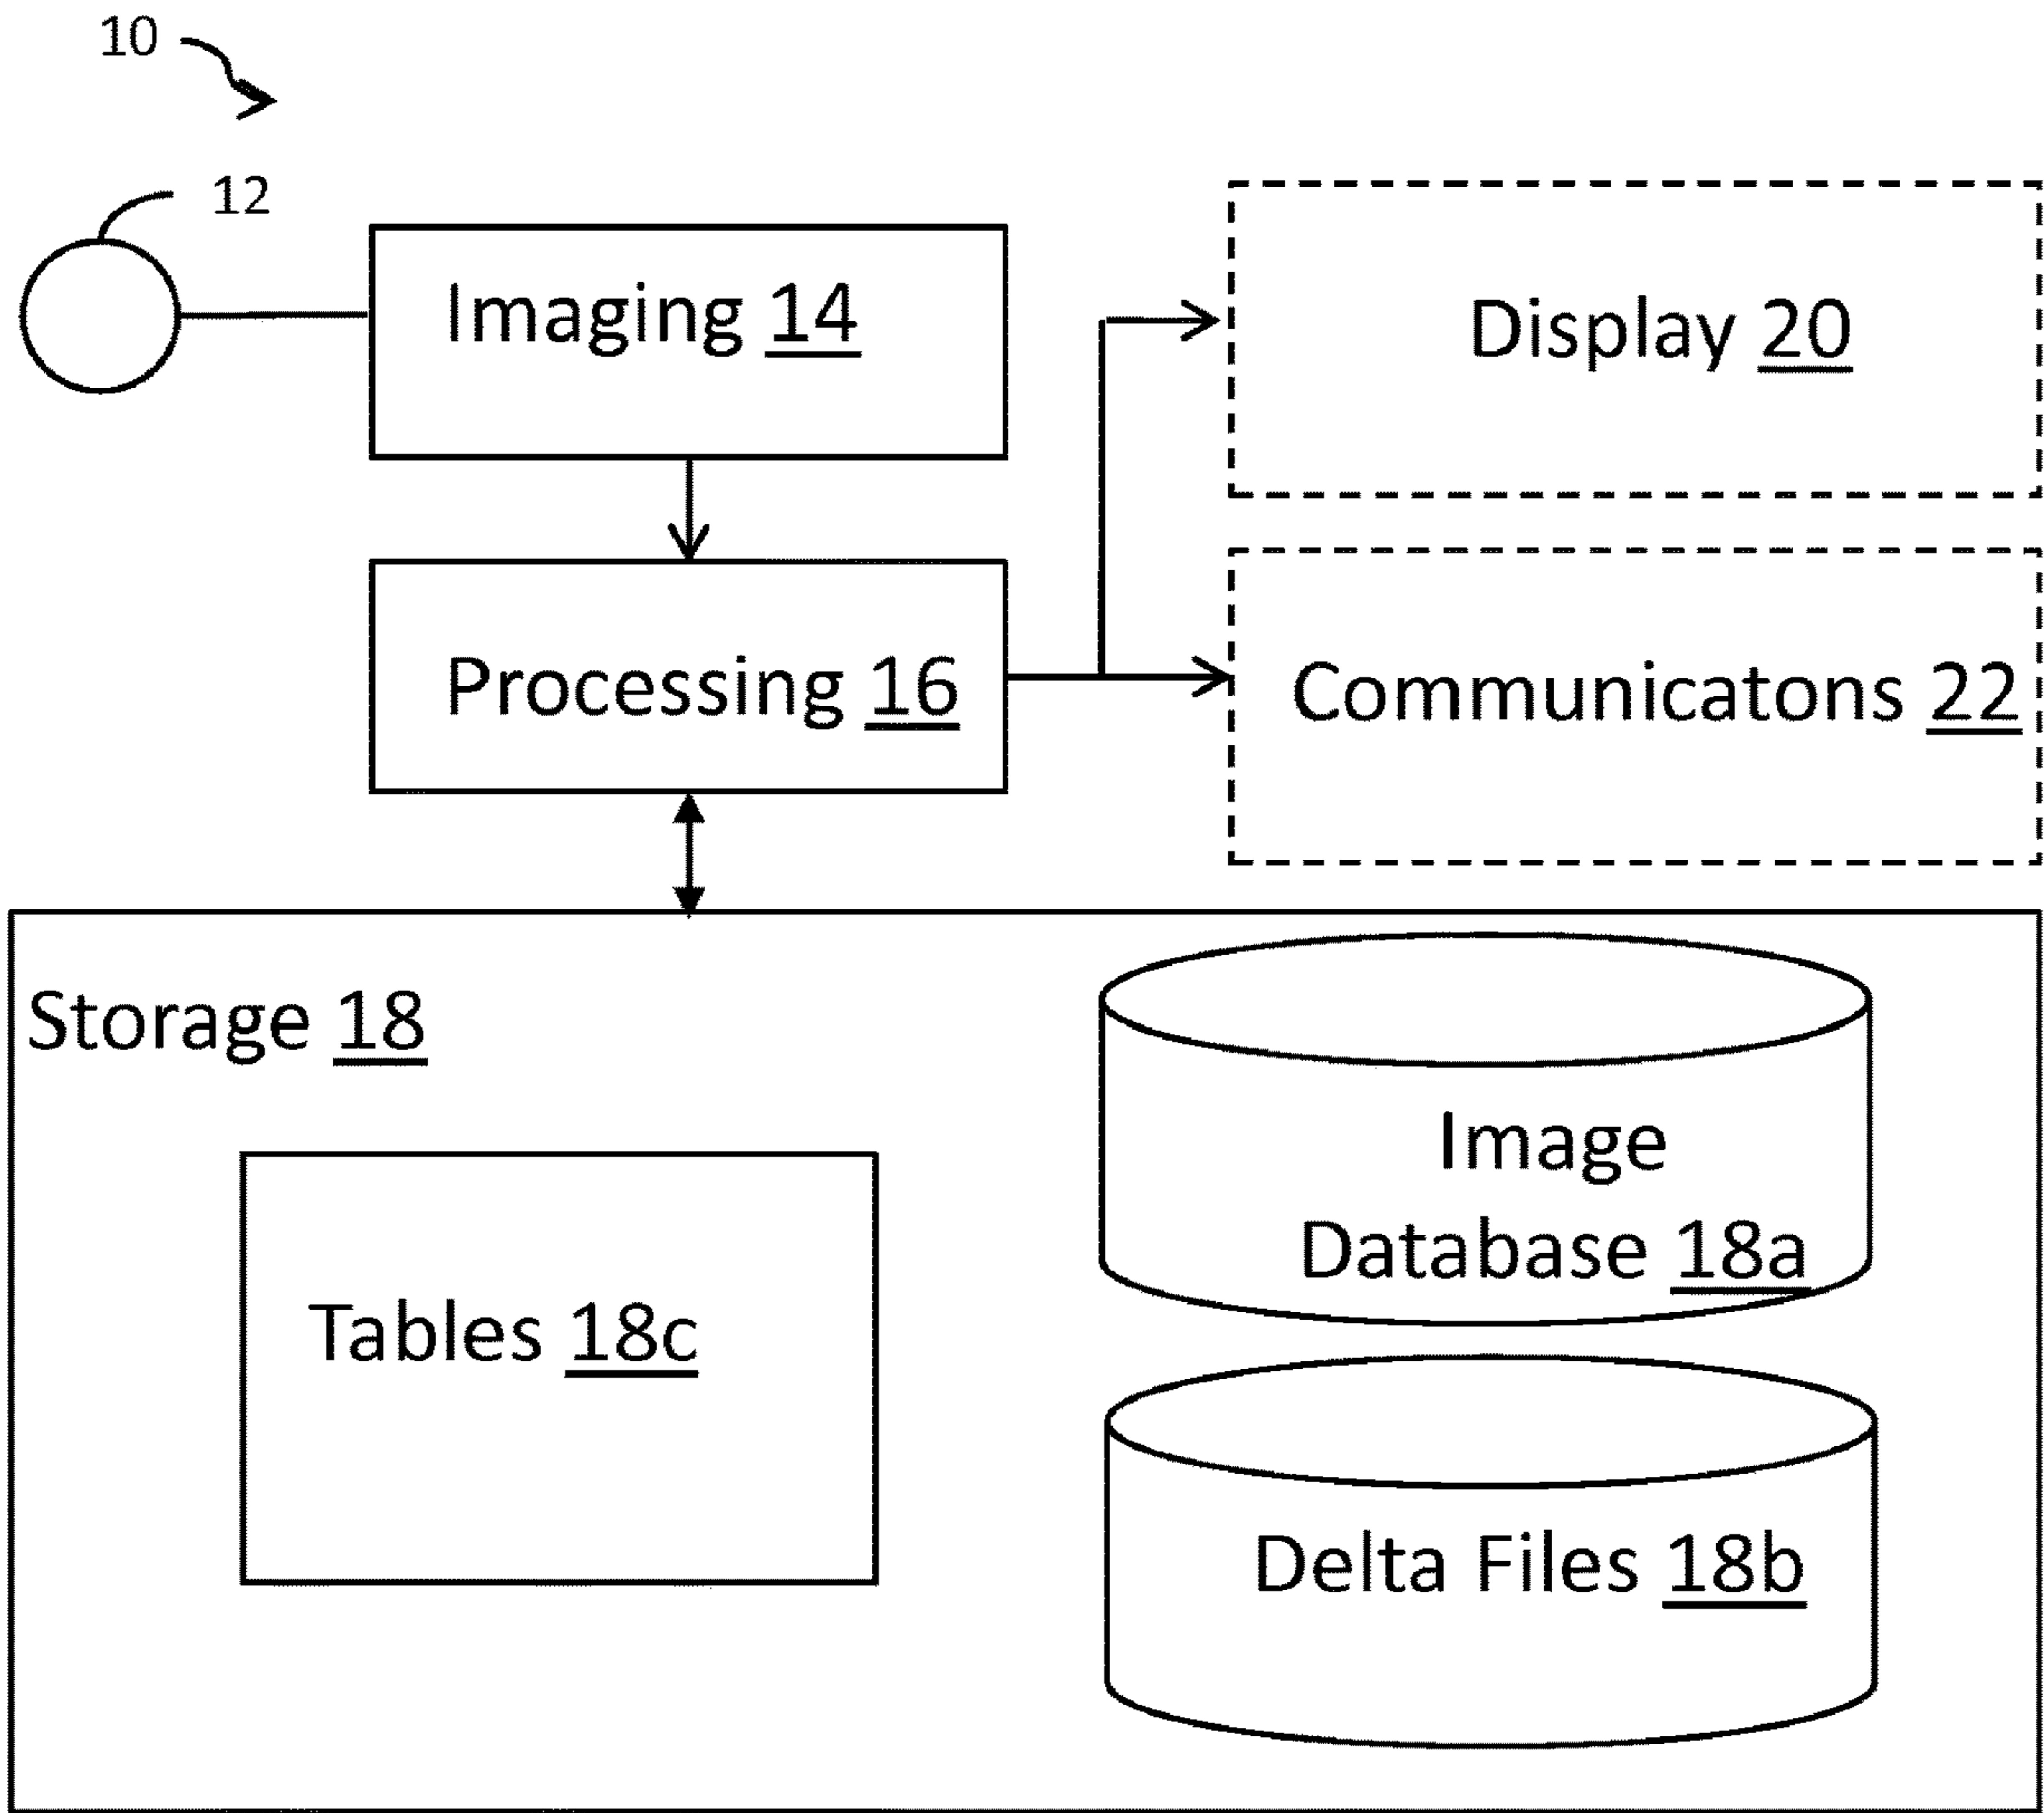 10
12
Imaging 14
Display 20
Processing 16
Communicatons 22
Storage 18
Image
Database 18a
Tables 18c
Delta Files 18b